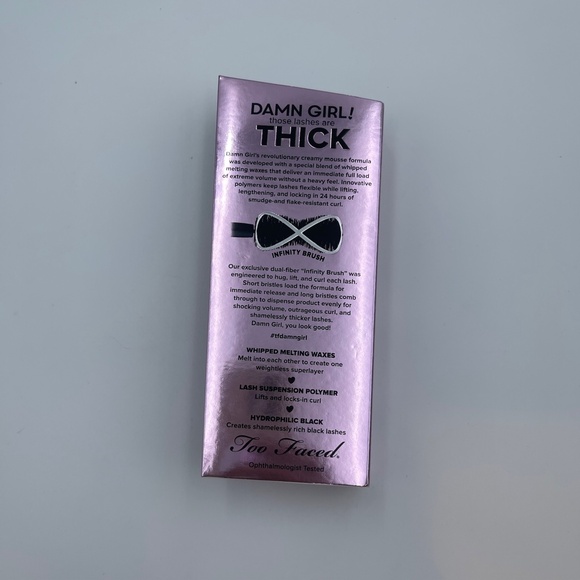 DAMN GIRL!
those lashes are
THICK
Damn Girl's revolutionary creamy mousse formula
was developed with a special blend of whipped
melting waxes that deliver an immediate full load
of extreme volume without a heavy feel. Innovative
polymers keep lashes flexible while lifting,
lengthening, and locking in 24 hours of
smudge-and flake-resistant curl.
INFINITY BRUSH
Our exclusive dual-fiber "Infinity Brush" was
engineered to hug, lift, and curl each lash.
Short bristles load the formula for
immediate release and long bristles comb
through to dispense product evenly for
shocking volume, outrageous curl, and
shamelessly thicker lashes.
Damn Girl, you look good!
#tfdamngirl
WHIPPED MELTING WAXES
Melt into each other to create one
weightless superlayer
LASH SUSPENSION POLYMER
Lifts and locks-in curl
HYDROPHILIC BLACK
Creates shamelessly rich black lashes
Too Faced.
Ophthalmologist Tested